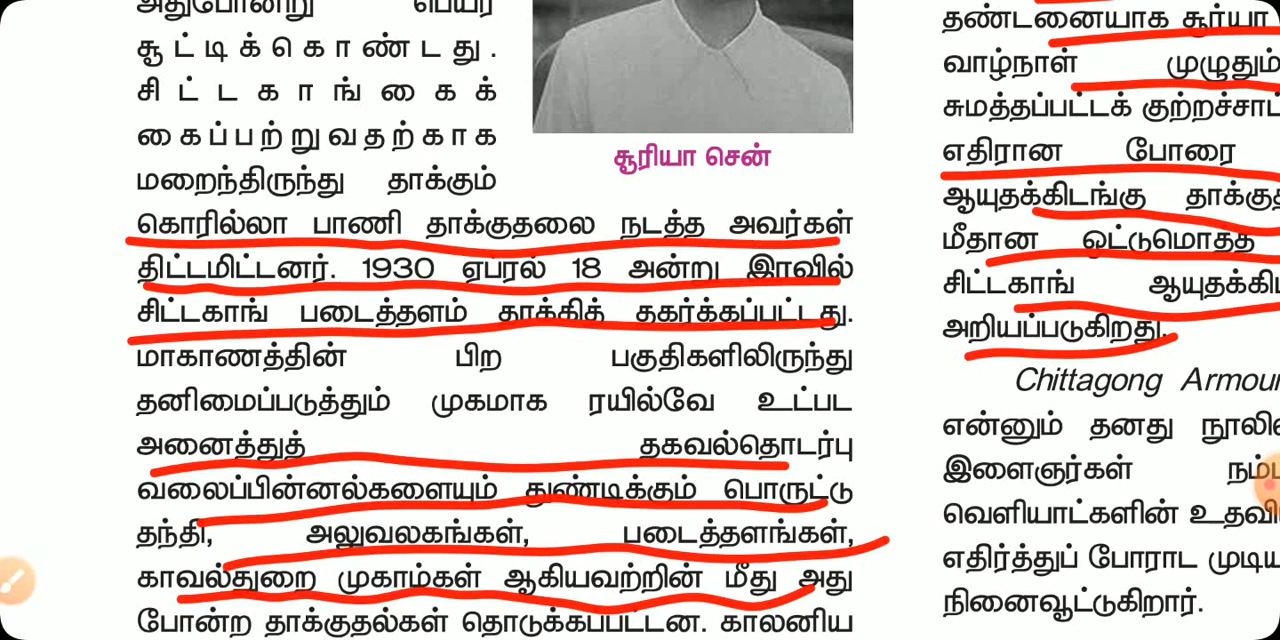 அதுபோன்று பெயர்
சூட்டிக்கொண்டது.
சிட்டகாங்கைக்
கைப்பற்றுவதற்காக
மறைந்திருந்து தாக்கும்
கொரில்லா பாணி தாக்குதலை நடத்த அவர்கள்
திட்டமிட்டனர். 1930 ஏப்ரல் 18 அன்று இரவில்
சிட்டகாங் படைத்தளம் தாக்கித் தகர்க்கப்பட்டது.
மாகாணத்தின் பிற பகுதிகளிலிருந்து
தனிமைப்படுத்தும் முகமாக ரயில்வே உட்பட
அனைத்துத் தகவல்தொடர்பு
வலைப்பின்னல்களையும் துண்டிக்கும் பொருட்டு
தந்தி, அலுவலகங்கள், படைத்தளங்கள்,
காவல்துறை முகாம்கள் ஆகியவற்றின் மீது அது
போன்ற தாக்குதல்கள் தொடுக்கப்பட்டன. காலனிய
சூரியா சென்
தண்டனையாக சூர்யா
வாழ்நாள் முழுதும்
சுமத்தப்பட்டக் குற்றச்சாட்
எதிரான போரை
ஆயுதக்கிடங்கு தாக்குத
மீதான ஒட்டுமொத்த
சிட்டகாங் ஆயுதக்கி
அறியப்படுகிறது.
Chittagong Armour
என்னும் தனது நூலி
இளைஞர்கள் நம்
வெளியாட்களின் உதவி
எதிர்த்துப் போராட முடிய
நினைவூட்டுகிறார்.